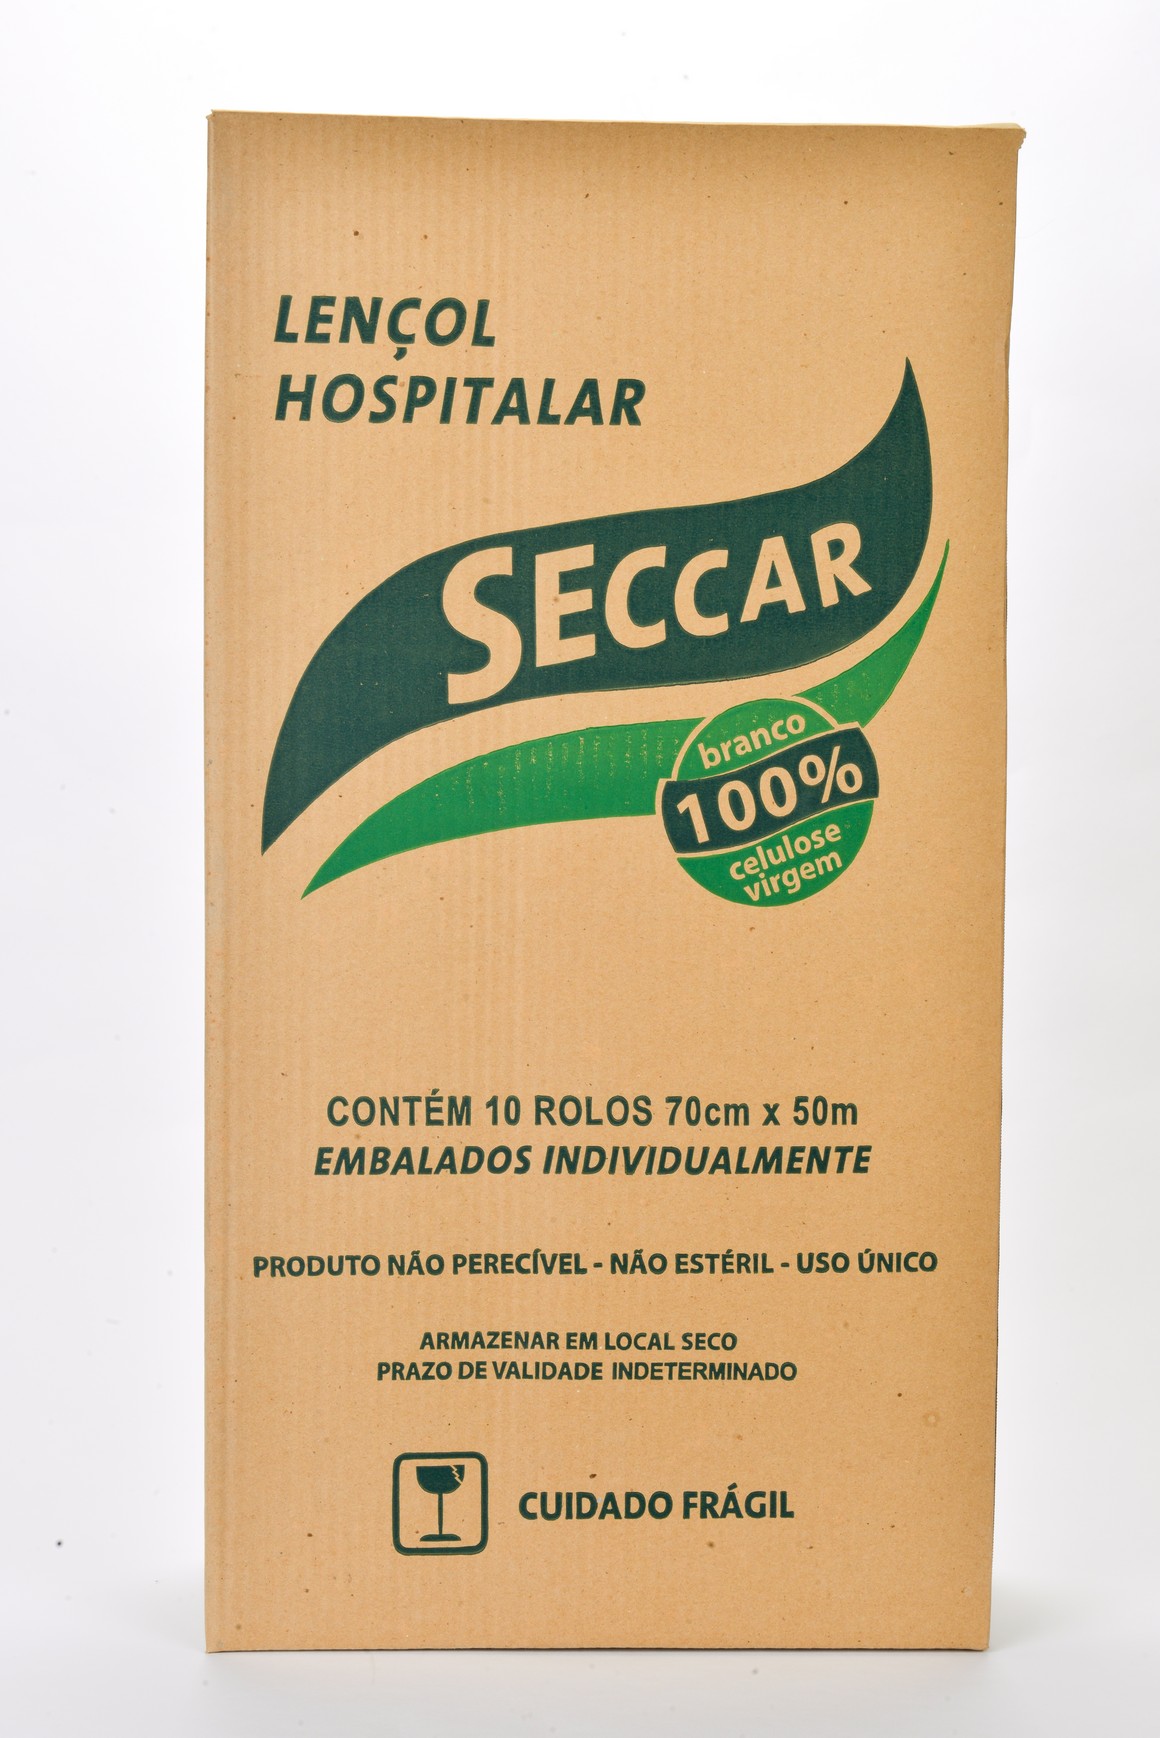 LENÇOL
HOSPITALAR
SECCAR
branco
100%
celulose
virgem
CONTÉM 10 ROLOS 70cm x 50m
EMBALADOS INDIVIDUALMENTE
PRODUTO NÃO PERECÍVEL - NÃO ESTÉRIL - USO ÚNICO
ARMAZENAR EM LOCAL SECO
PRAZO DE VALIDADE INDETERMINADO
CUIDADO FRÁGIL